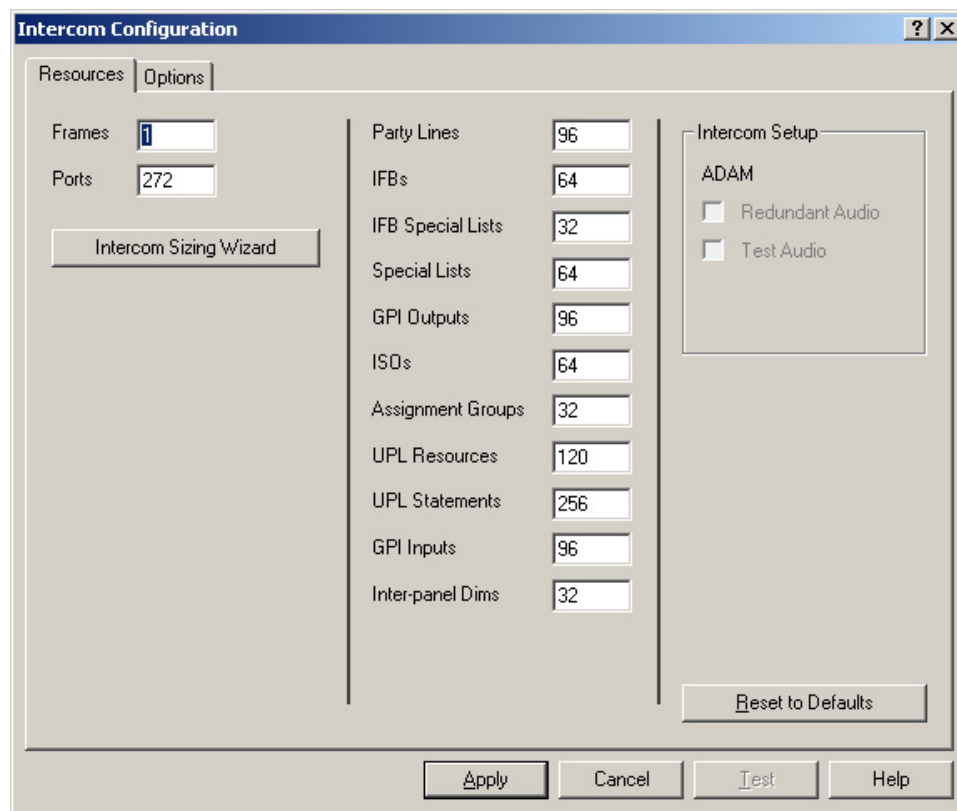 Intercom Configuration
Resources
Options
Frames 1
Ports 272
Intercom Sizing Wizard
Party Lines 96
IFBs 64
IFB Special Lists 32
Special Lists 64
GPI Outputs 96
ISOs 64
Assignment Groups 32
UPL Resources 120
UPL Statements 256
GPI Inputs 96
Inter-panel Dims 32
Intercom Setup
ADAM
Redundant Audio
Test Audio
Reset to Defaults
Apply
Cancel
Test
Help